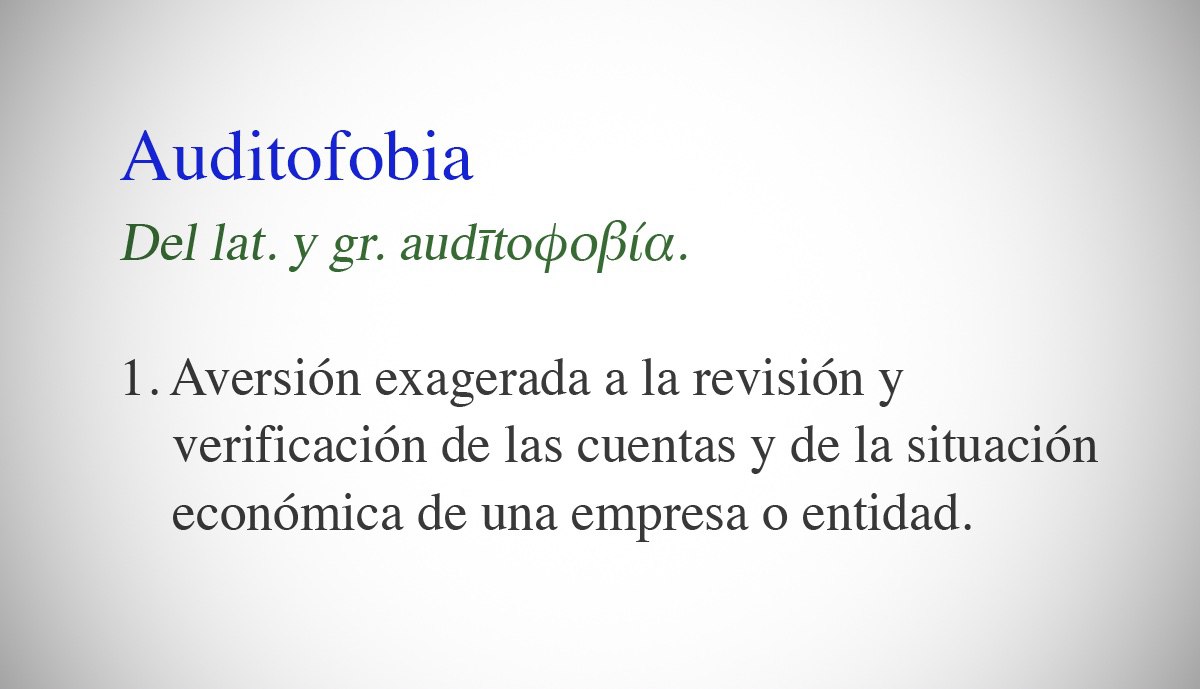 Auditofobia
Del lat. y gr. audītoφοβία.
1. Aversión exagerada a la revisión y
verificación de las cuentas y de la situación
económica de una empresa o entidad.